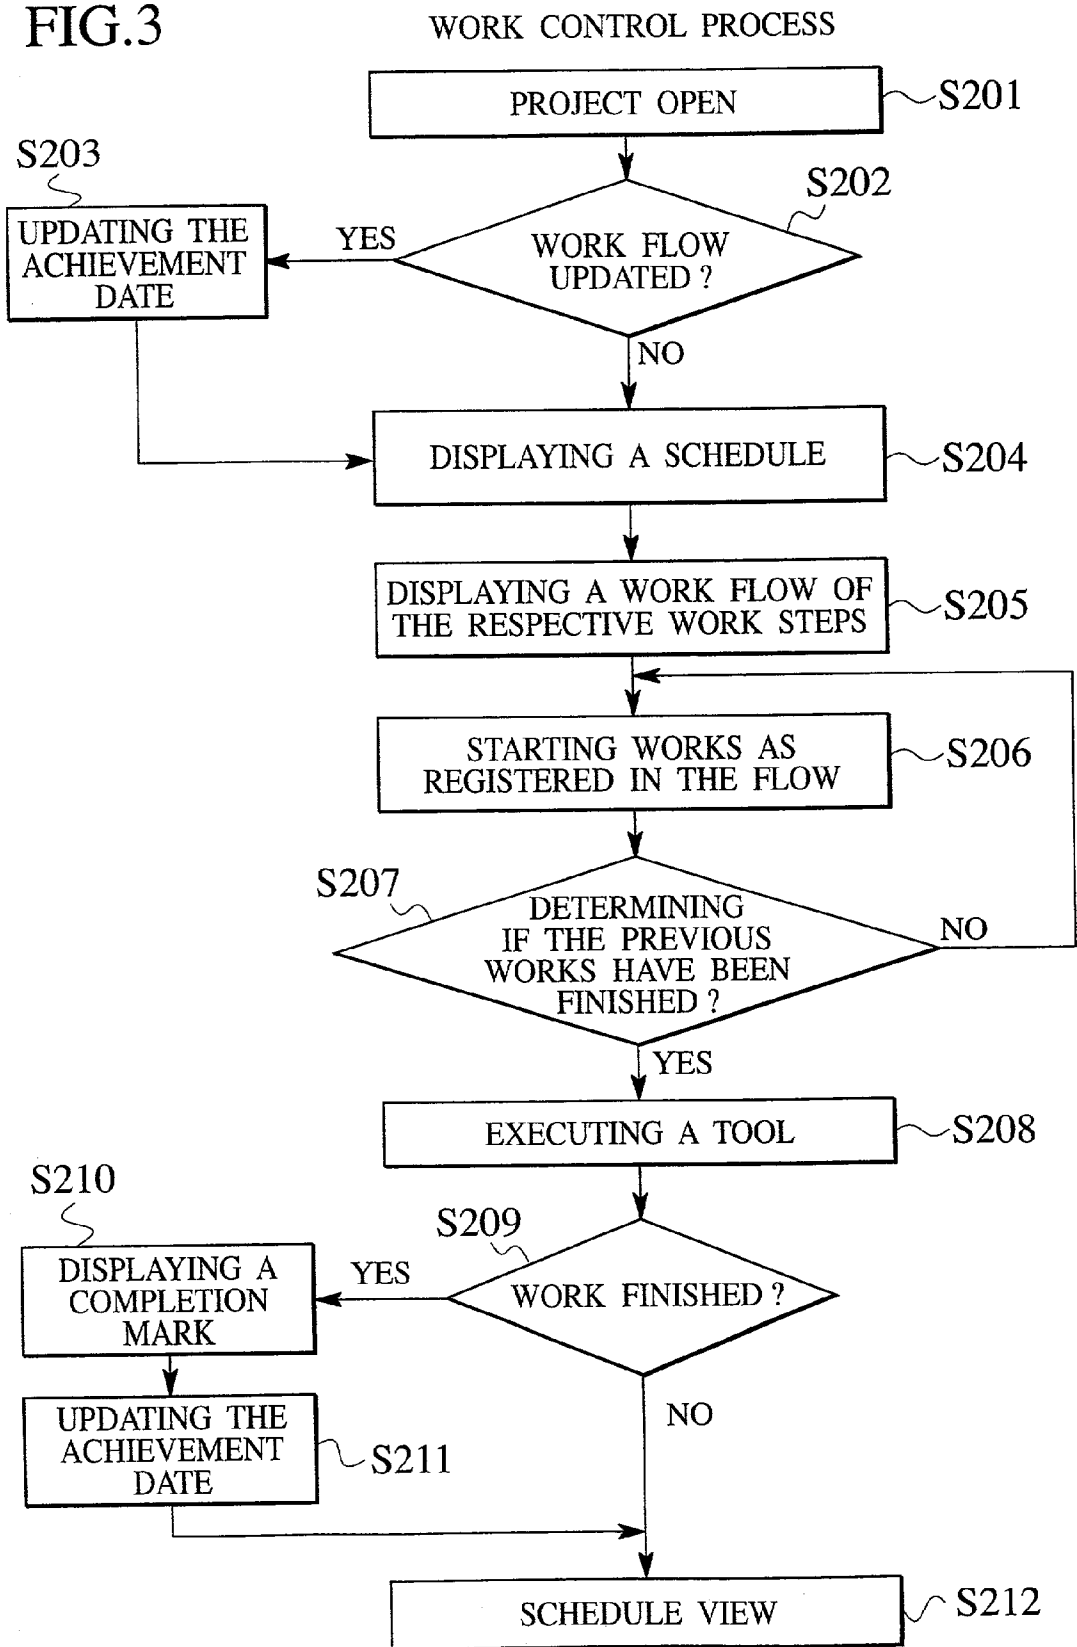 FIG.3
WORK CONTROL PROCESS
PROJECT OPEN
S201
S203
S202
UPDATING THE
ACHIEVEMENT
DATE
YES
WORK FLOW
UPDATED ?
NO
DISPLAYING A SCHEDULE
S204
DISPLAYING A WORK FLOW OF
THE RESPECTIVE WORK STEPS
S205
STARTING WORKS AS
REGISTERED IN THE FLOW
S206
S207
DETERMINING
IF THE PREVIOUS
WORKS HAVE BEEN
FINISHED ?
NO
YES
EXECUTING A TOOL
S208
S210
S209
DISPLAYING A
COMPLETION
MARK
YES
WORK FINISHED ?
NO
UPDATING THE
ACHIEVEMENT
DATE
S211
SCHEDULE VIEW
S212